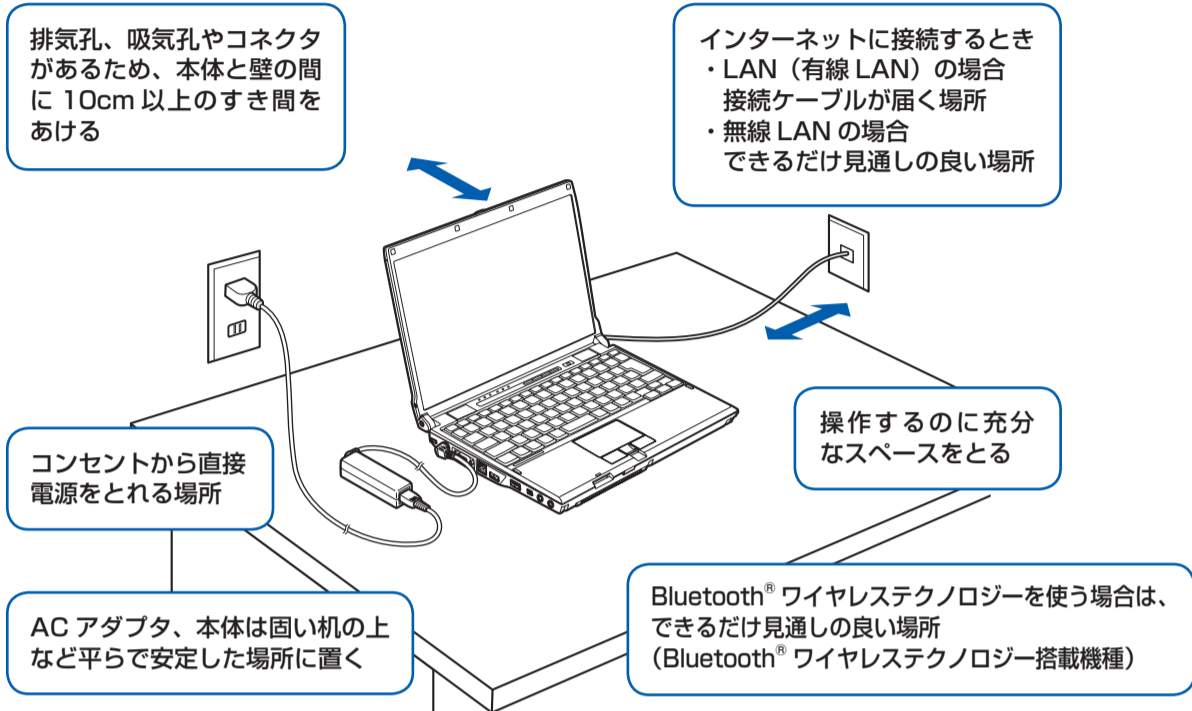 排気孔、吸気孔やコネクタ
があるため、本体と壁の間
に 10cm 以上のすき間を
あける
インターネットに接続するとき
・LAN（有線 LAN）の場合
接続ケーブルが届く場所
・無線 LAN の場合
できるだけ見通しの良い場所
操作するのに充分
なスペースをとる
コンセントから直接
電源をとれる場所
AC アダプタ、本体は固い机の上
など平らで安定した場所に置く
Bluetooth® ワイヤレステクノロジーを使う場合は、
できるだけ見通しの良い場所
（Bluetooth® ワイヤレステクノロジー搭載機種）